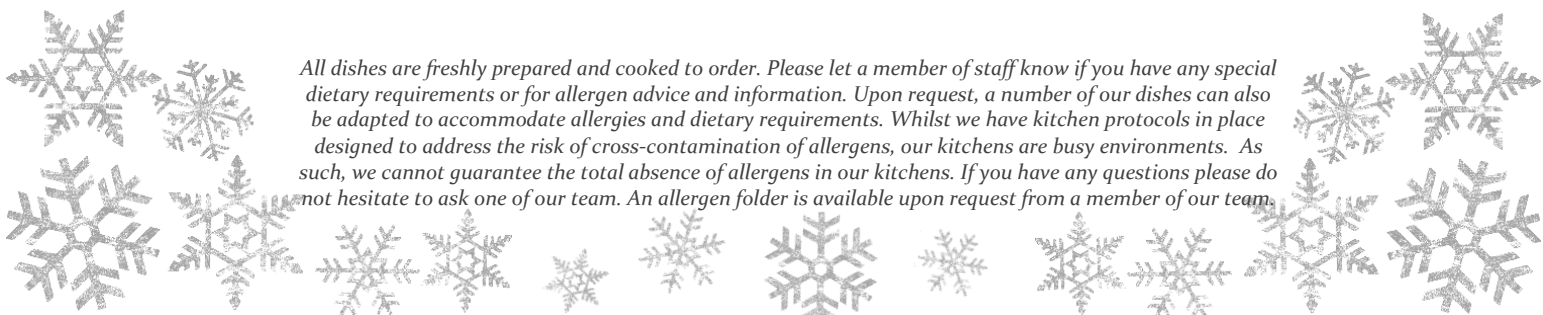 All dishes are freshly prepared and cooked to order. Please let a member of staff know if you have any special
dietary requirements or for allergen advice and information. Upon request, a number of our dishes can also
be adapted to accommodate allergies and dietary requirements. Whilst we have kitchen protocols in place
designed to address the risk of cross-contamination of allergens, our kitchens are busy environments.  As
such, we cannot guarantee the total absence of allergens in our kitchens. If you have any questions please do
not hesitate to ask one of our team. An allergen folder is available upon request from a member of our team.